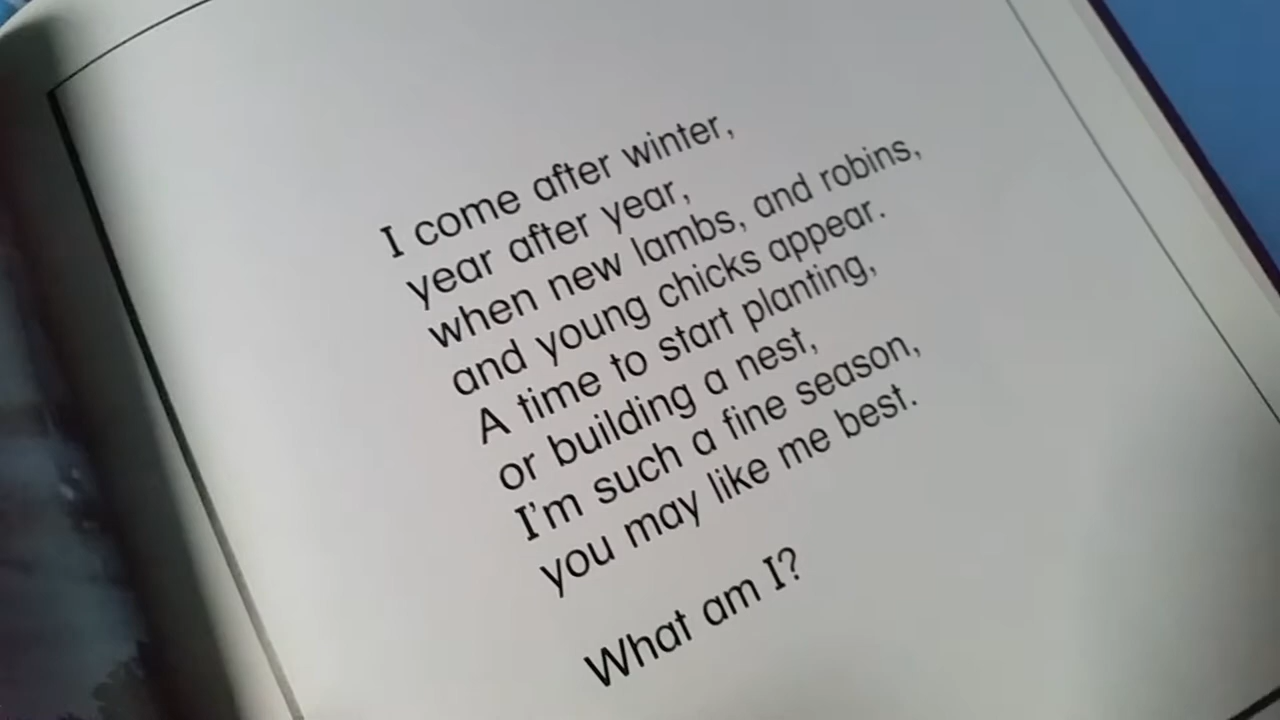 I come after winter,
year after year,
when new lambs, and robins,
and young chicks appear.
A time to start planting,
or building a nest,
I'm such a fine season,
you may like me best.
What am I?